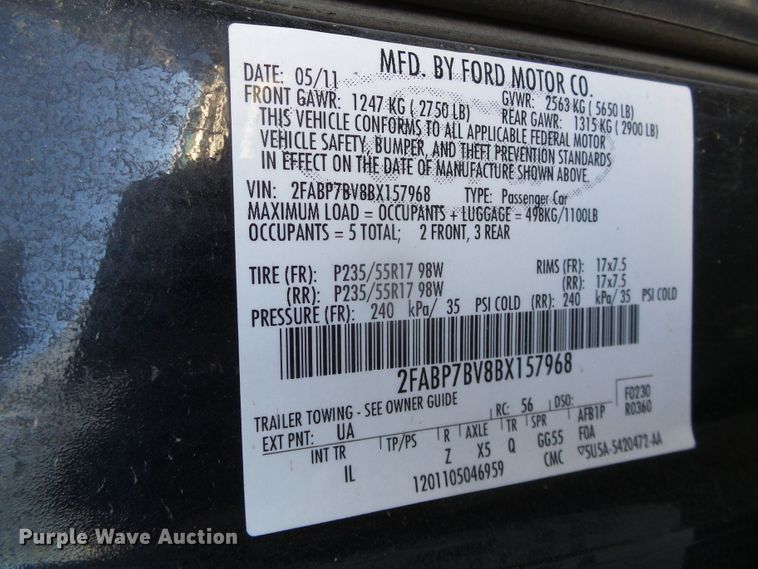 MFD. BY FORD MOTOR CO.
DATE: 05/11 GVWR: 2563 KG ( 5650 LB)
FRONT GAWR: 1247 KG ( 2750 LB) REAR GAWR: 1315 KG ( 2900 LB)
THIS VEHICLE CONFORMS TO ALL APPLICABLE FEDERAL MOTOR
VEHICLE SAFETY, BUMPER, AND THEFT PREVENTION STANDARDS
IN EFFECT ON THE DATE OF MANUFACTURE SHOWN ABOVE.
VIN: 2FABP7BV8BX157968 TYPE: Passenger Car
MAXIMUM LOAD = OCCUPANTS + LUGGAGE = 498KG/1100LB
OCCUPANTS = 5 TOTAL; 2 FRONT, 3 REAR
TIRE (FR): P235/55R17 98W RIMS (FR): 17x7.5
(RR): P235/55R17 98W (RR): 17x7.5
PRESSURE (FR): 240 kPa/ 35 PSI COLD (RR): 240 kPa/ 35 PSI COLD
2FABP7BV8BX157968
TRAILER TOWING - SEE OWNER GUIDE
EXT PNT: UA RC: 56 DSO: AFB1P FD230
INT TR TP/PS R AXLE TR SPR FOA RD360
IL Z X5 Q GG55 ▽5USA-5420472-AA
1201105046959 CMC
Purple Wave Auction